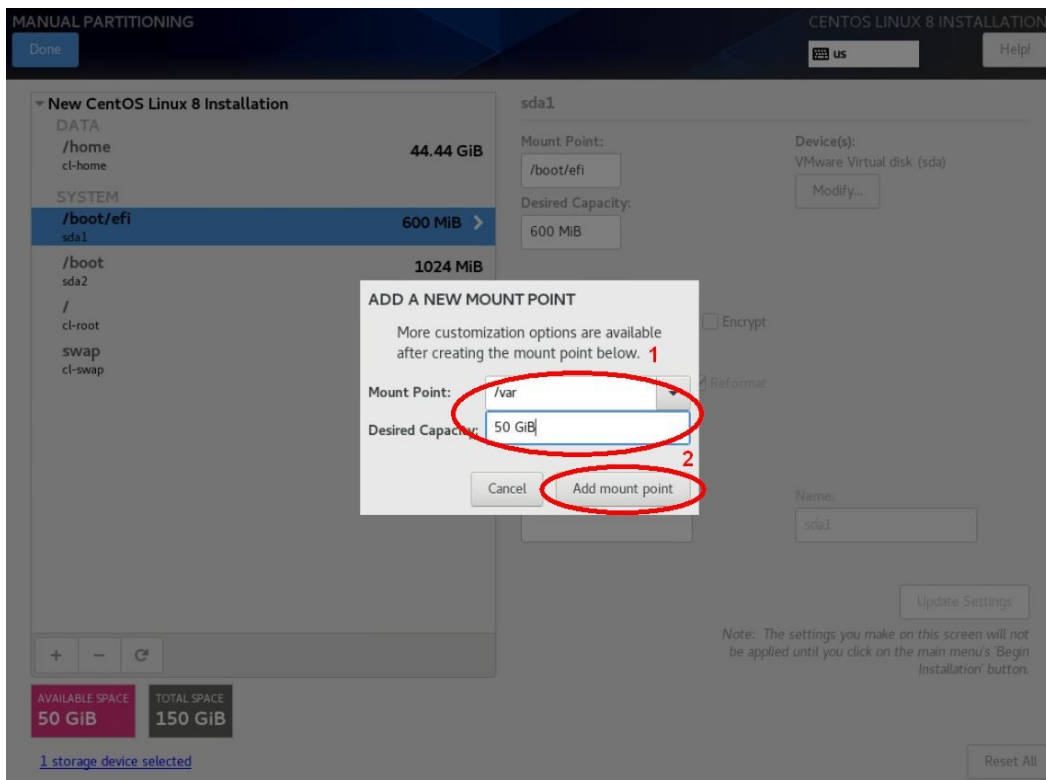 MANUAL PARTITIONING
CENTOS LINUX 8 INSTALLATION
Done
us
Help!
New CentOS Linux 8 Installation
DATA
/home
44.44 GiB
cl-home
SYSTEM
/boot/efi
600 MiB
sda1
/boot
1024 MiB
sda2
/
cl-root
swap
cl-swap
sda1
Mount Point:
/boot/efi
Device(s):
VMware Virtual disk (sda)
Modify...
Desired Capacity:
600 MiB
Encrypt
Reformat
ADD A NEW MOUNT POINT
More customization options are available
after creating the mount point below.
1
Mount Point:
/var
Desired Capacity:
50 GiB
2
Cancel
Add mount point
Name:
sda1
Update Settings
Note: The settings you make on this screen will not
be applied until you click on the main menu's 'Begin
Installation' button.
+ −
AVAILABLE SPACE
50 GiB
TOTAL SPACE
150 GiB
1 storage device selected
Reset All